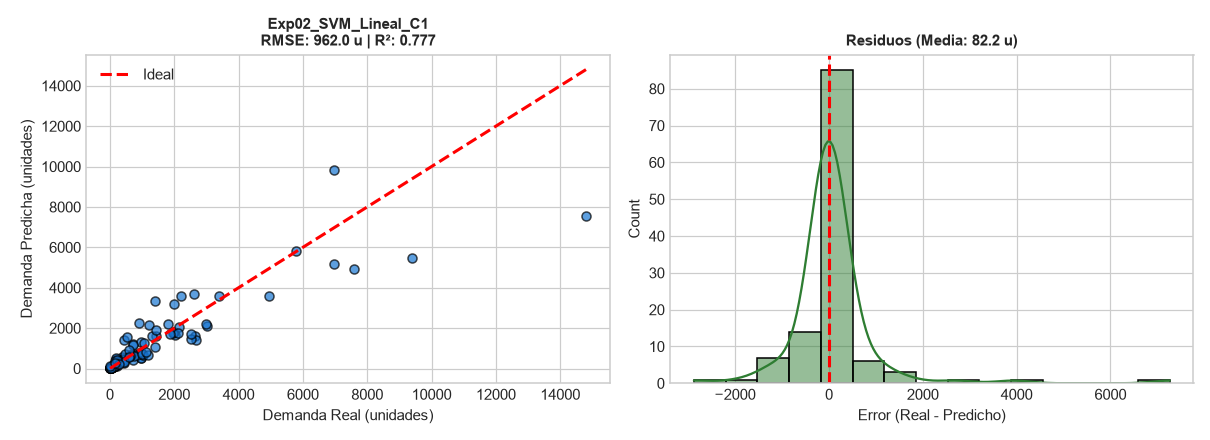 Exp02_SVM_Lineal_C1
RMSE: 962.0 u | R²: 0.777
Ideal
14000
12000
10000
8000
6000
4000
2000
0
Demanda Predicha (unidades)
0 2000 4000 6000 8000 10000 12000 14000
Demanda Real (unidades)
Residuos (Media: 82.2 u)
80
70
60
50
40
30
20
10
0
Count
−2000 0 2000 4000 6000
Error (Real - Predicho)